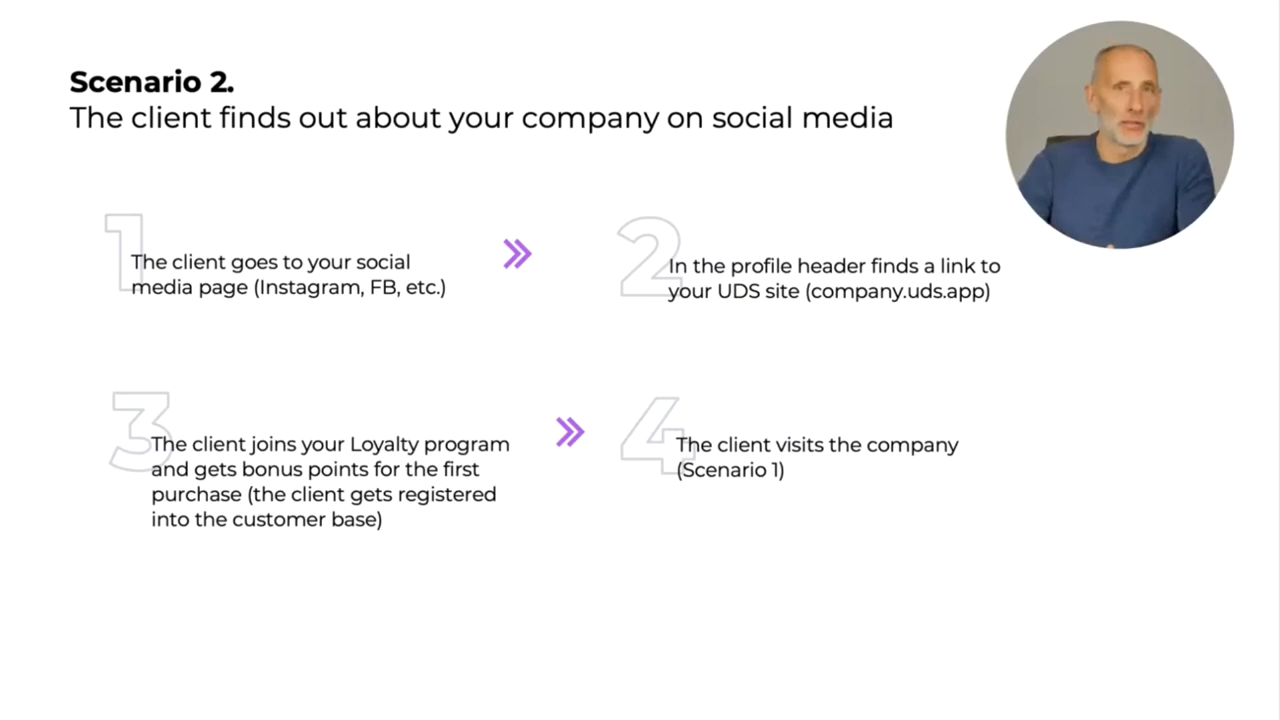 Scenario 2.
The client finds out about your company on social media
1
The client goes to your social
media page (Instagram, FB, etc.)
2
In the profile header finds a link to
your UDS site (company.uds.app)
3
The client joins your Loyalty program
and gets bonus points for the first
purchase (the client gets registered
into the customer base)
4
The client visits the company
(Scenario 1)